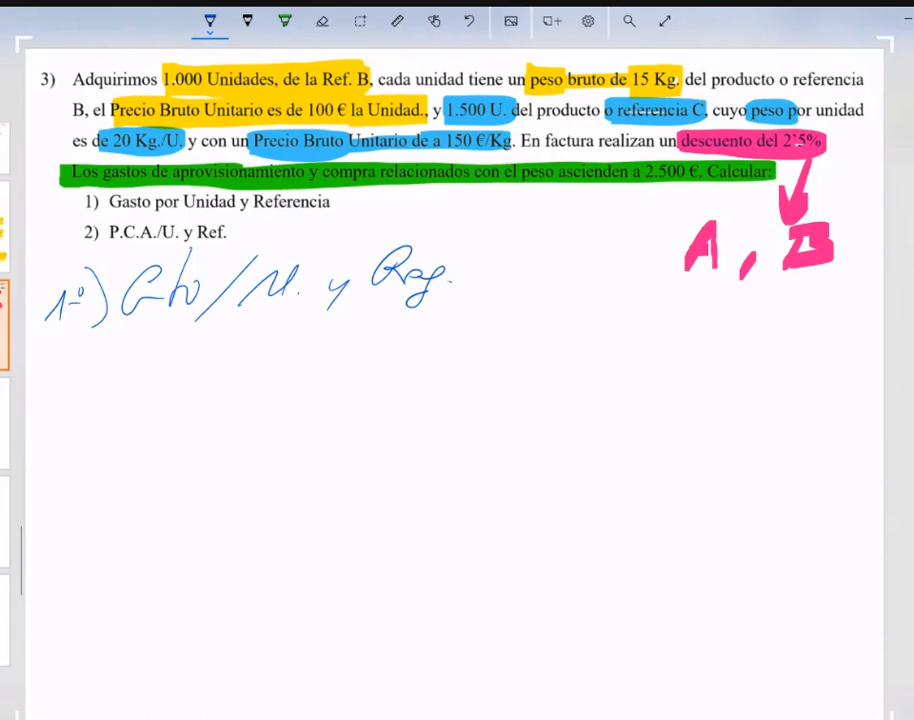 3) Adquirimos 1.000 Unidades, de la Ref. B, cada unidad tiene un peso bruto de 15 Kg. del producto o referencia
B, el Precio Bruto Unitario es de 100 € la Unidad., y 1.500 U. del producto o referencia C, cuyo peso por unidad
es de 20 Kg./U. y con un Precio Bruto Unitario de a 150 €/Kg. En factura realizan un descuento del 2'5%
Los gastos de aprovisionamiento y compra relacionados con el peso ascienden a 2.500 €. Calcular:
1) Gasto por Unidad y Referencia
2) P.C.A./U. y Ref.
A, B
1º) Gto/U. y